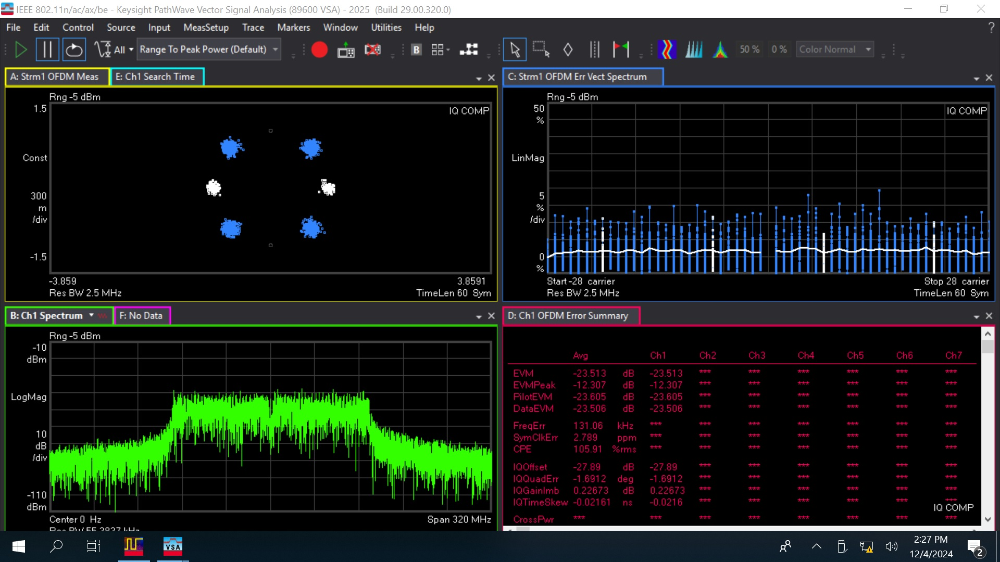 IEEE 802.11n/ac/ax/be - Keysight PathWave Vector Signal Analysis (89600 VSA) - 2025 (Build 29.00.320.0)
File Edit Control Source Input MeasSetup Trace Markers Window Utilities Help ?
All Range To Peak Power (Default) B 50 % 0 % Color Normal
A: Strm1 OFDM Meas E: Ch1 Search Time
Rng -5 dBm
1.5
IQ COMP
Const
300
m
/div
-1.5
-3.859 3.8591
Res BW 2.5 MHz TimeLen 60 Sym
C: Strm1 OFDM Err Vect Spectrum
Rng -5 dBm
50
%
IQ COMP
LinMag
5
%
/div
0
%
Start -28 carrier Stop 28 carrier
Res BW 2.5 MHz TimeLen 60 Sym
B: Ch1 Spectrum F: No Data
Rng -5 dBm
-10
dBm
LogMag
10
dB
/div
-110
dBm
Center 0 Hz Span 320 MHz
Res BW 55.3837 kHz
D: Ch1 OFDM Error Summary
Avg Ch1 Ch2 Ch3 Ch4 Ch5 Ch6 Ch7
EVM -23.513 dB -23.513 *** *** *** *** *** ***
EVMPeak -12.307 dB -12.307 *** *** *** *** *** ***
PilotEVM -23.605 dB -23.605 *** *** *** *** *** ***
DataEVM -23.506 dB -23.506 *** *** *** *** *** ***
FreqErr 131.06 kHz *** *** *** *** *** *** ***
SymClkErr 2.789 ppm *** *** *** *** *** *** ***
CPE 105.91 %rms *** *** *** *** *** *** ***
IQOffset -27.89 dB -27.89 *** *** *** *** *** ***
IQQuadErr -1.6912 deg -1.6912 *** *** *** *** *** ***
IQGainImb 0.22673 dB 0.22673 *** *** *** *** *** ***
IQTimeSkew -0.02161 ns -0.0216 *** *** *** *** *** ***
IQ COMP
CrossPwr *** *** *** *** *** *** *** ***
VSA
2:27 PM
12/4/2024
2